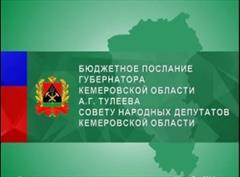 БЮДЖЕТНОЕ ПОСЛАНИЕ
ГУБЕРНАТОРА
КЕМЕРОВСКОЙ ОБЛАСТИ
А.Г. ТУЛЕЕВА
СОВЕТУ НАРОДНЫХ ДЕПУТАТОВ
КЕМЕРОВСКОЙ ОБЛАСТИ